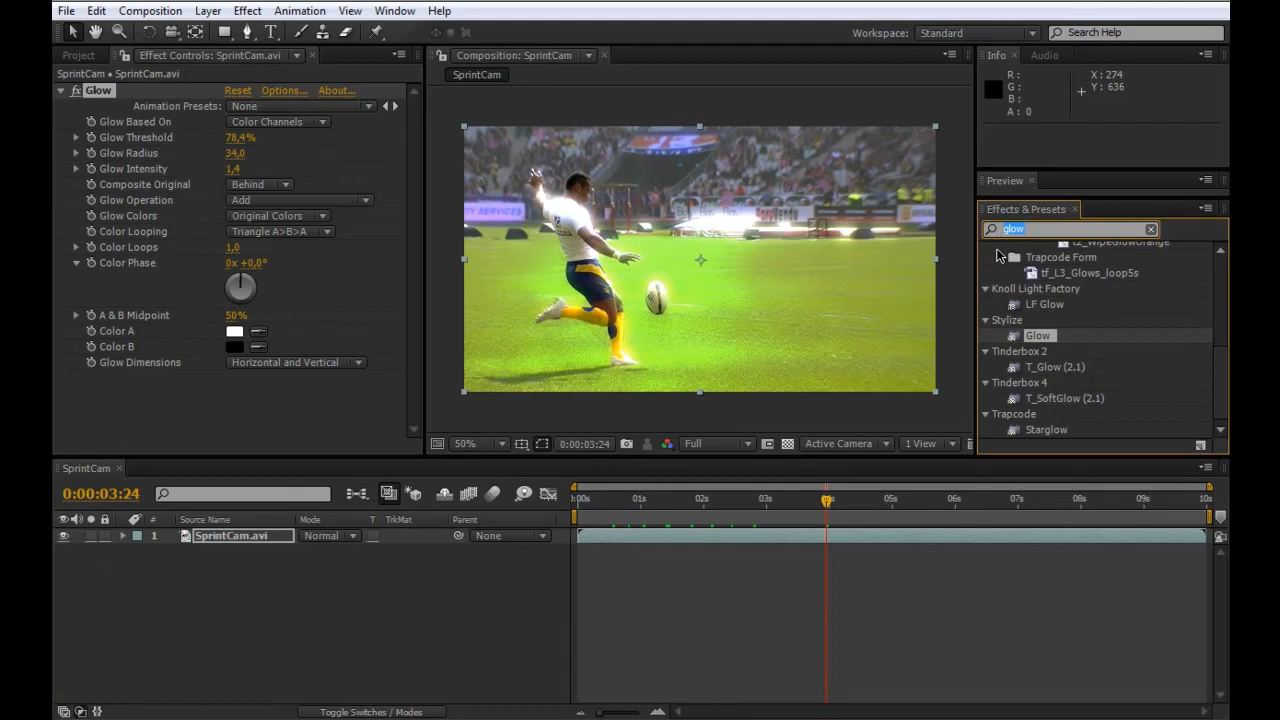 File Edit Composition Layer Effect Animation View Window Help
Workspace: Standard Search Help
Project Effect Controls: SprintCam.avi Composition: SprintCam Info Audio
SprintCam • SprintCam.avi SprintCam
fx Glow Reset Options... About...
Animation Presets: None
Glow Based On Color Channels
Glow Threshold 78,4%
Glow Radius 34,0
Glow Intensity 1,4
Composite Original Behind
Glow Operation Add
Glow Colors Original Colors
Color Looping Triangle A>B>A
Color Loops 1,0
Color Phase 0x +0,0°
A & B Midpoint 50%
Color A
Color B
Glow Dimensions Horizontal and Vertical
R :
G :
B :
A : 0
X : 274
Y : 636
Preview
Effects & Presets
glow
L2_WipeGlowOrange
Trapcode Form
tf_L3_Glows_loop5s
Knoll Light Factory
LF Glow
Stylize
Glow
Tinderbox 2
T_Glow (2.1)
Tinderbox 4
T_SoftGlow (2.1)
Trapcode
Starglow
50% 0:00:03:24 Full Active Camera 1 View
SprintCam
0:00:03:24
:00s 01s 02s 03s 05s 06s 07s 08s 09s 10s
# Source Name Mode T TrkMat Parent
1 SprintCam.avi Normal None
Toggle Switches / Modes